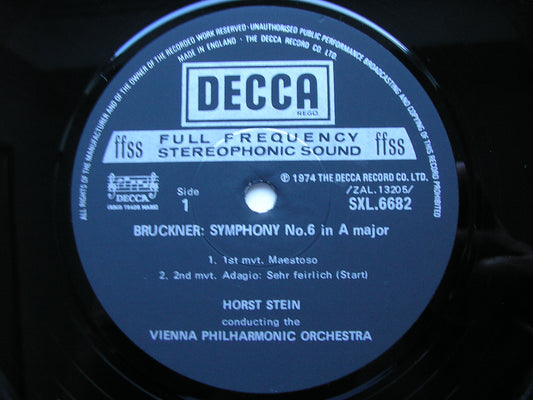 ALL RIGHTS OF THE MANUFACTURER AND OF THE OWNER OF THE RECORDED WORK RESERVED · UNAUTHORISED PUBLIC PERFORMANCE BROADCASTING AND COPYING OF THIS RECORD PROHIBITED
MADE IN ENGLAND · THE DECCA RECORD CO LTD.
DECCA
REGD.
ffss FULL FREQUENCY STEREOPHONIC SOUND ffss
DECCA
Side
1
℗ 1974 THE DECCA RECORD CO. LTD.
/ZAL.13205/
SXL.6682
BRUCKNER: SYMPHONY No.6 in A major
1. 1st mvt. Maestoso
2. 2nd mvt. Adagio: Sehr feirlich (Start)
HORST STEIN
conducting the
VIENNA PHILHARMONIC ORCHESTRA